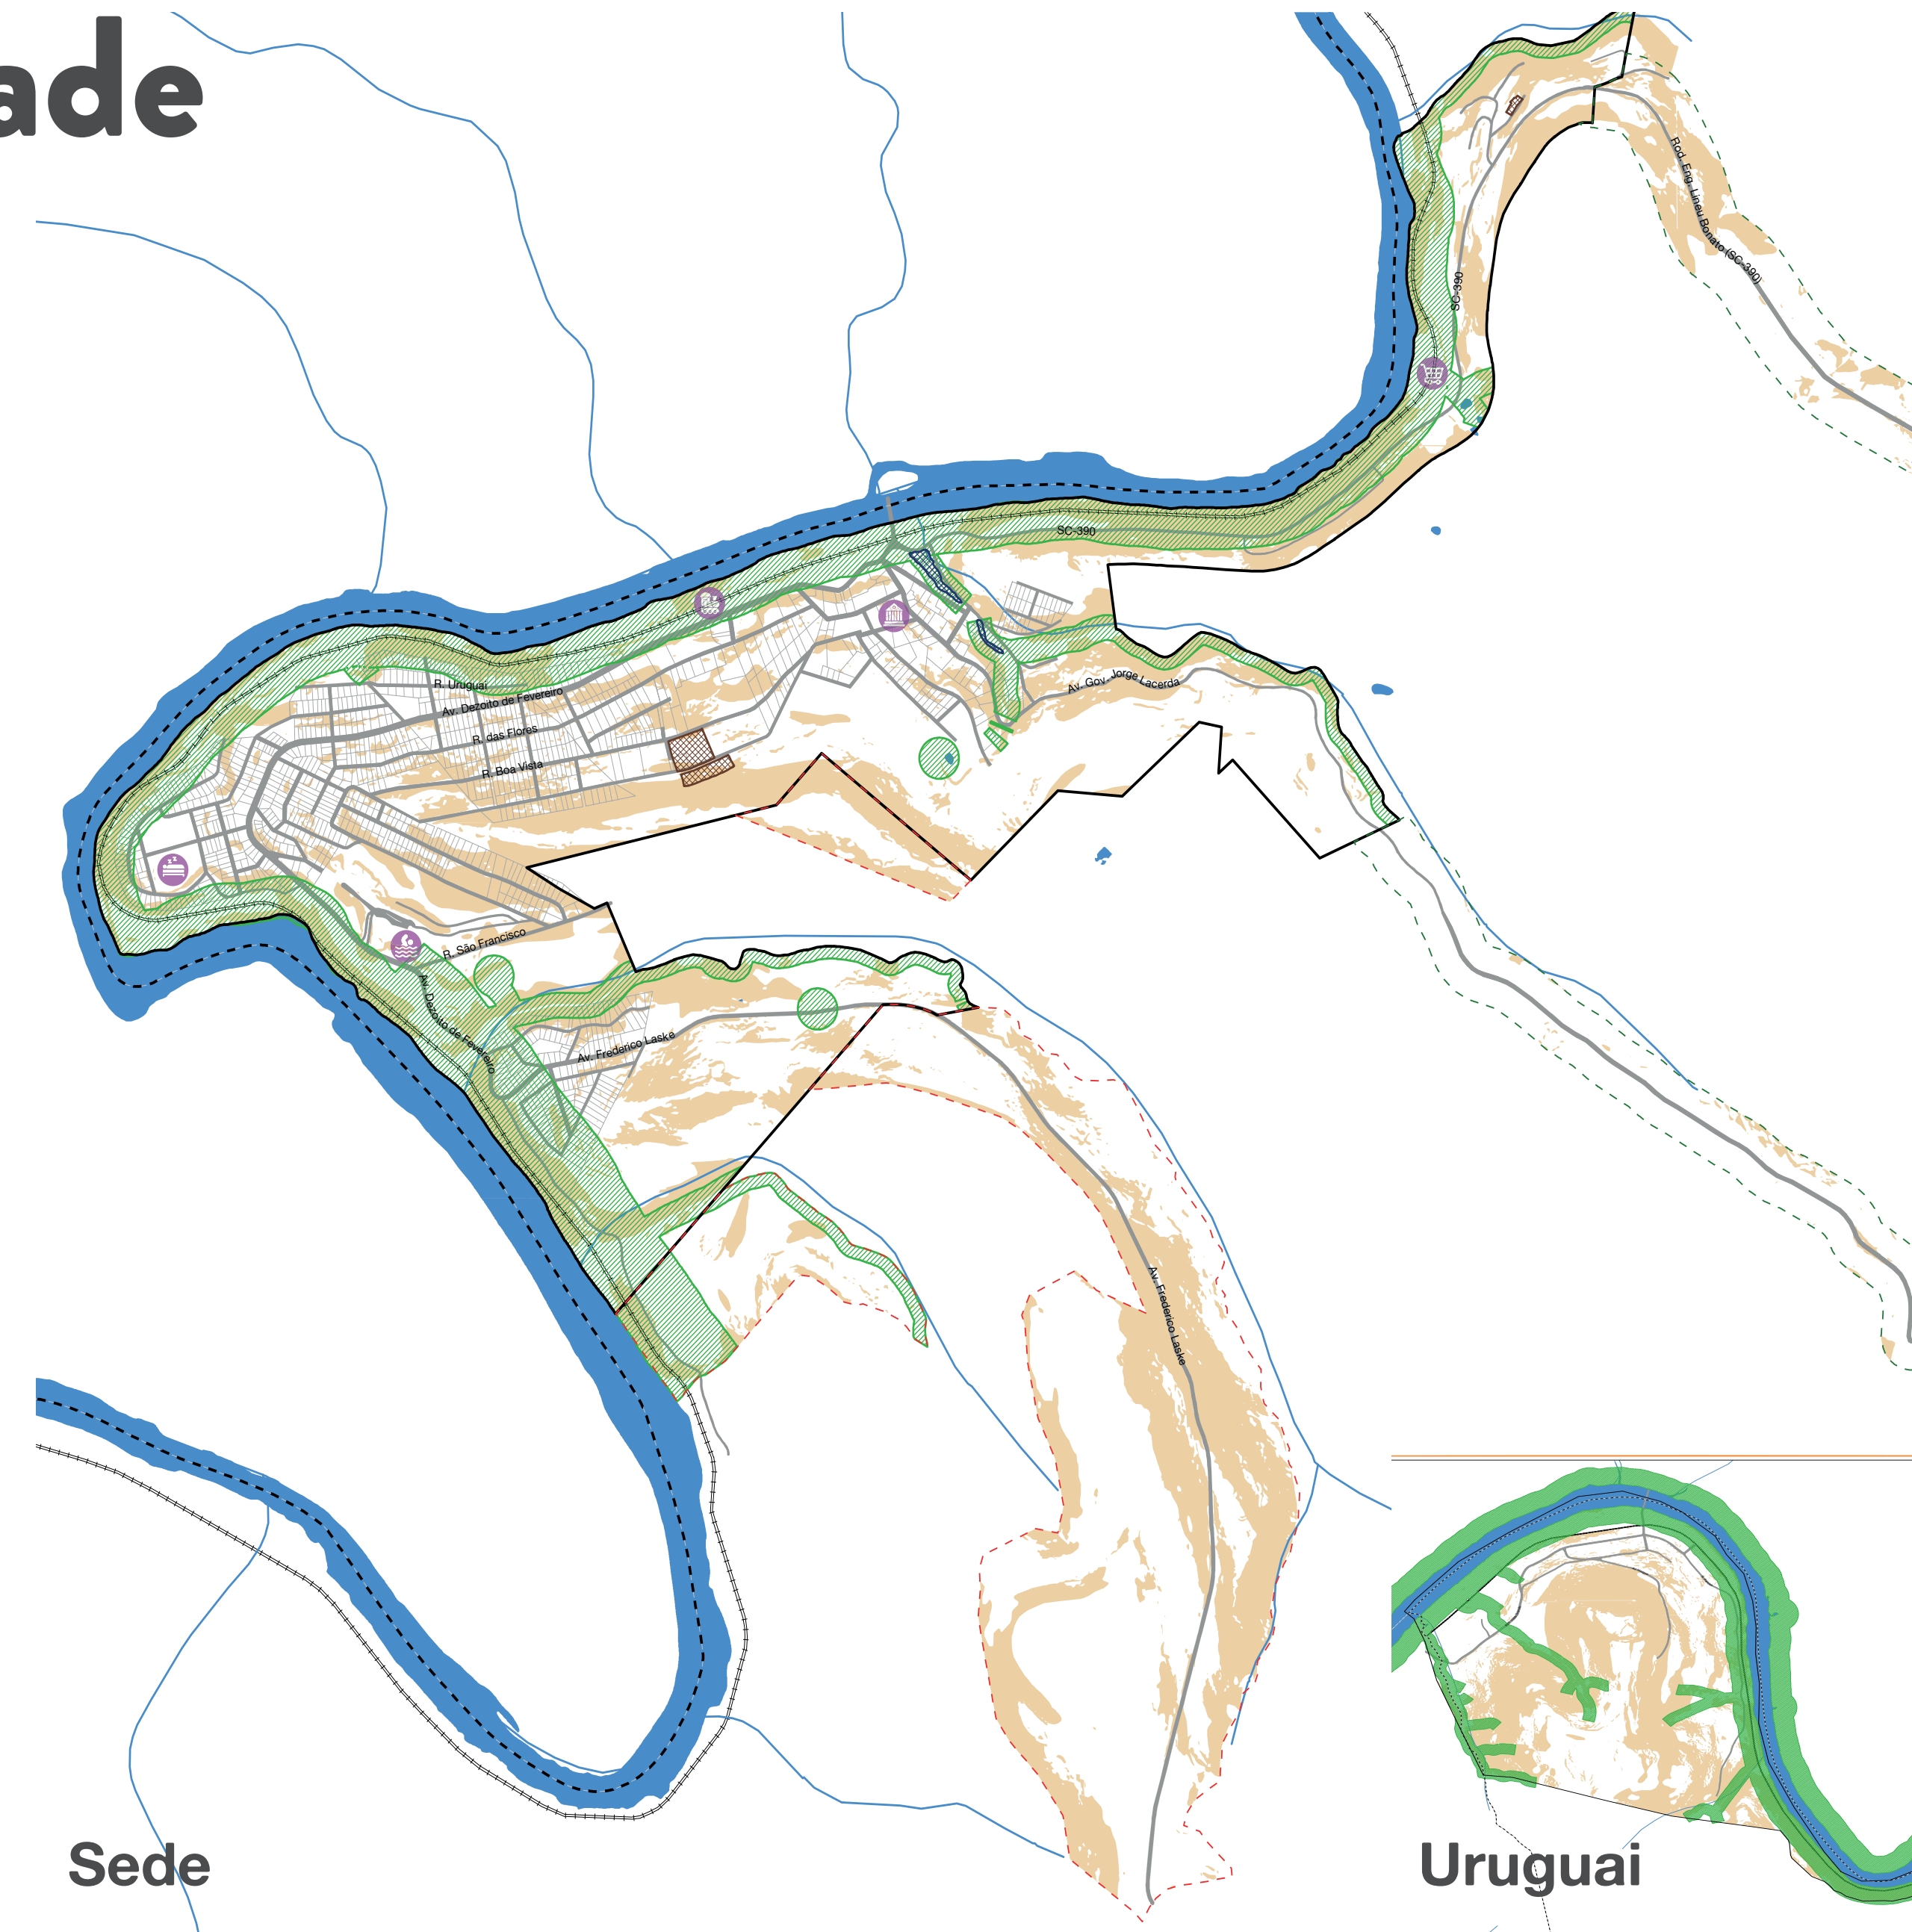 ade
Rod. Eng. Lineu Bonato (SC-390)
SC-390
SC-390
R. Uruguai
Av. Dezoito de Fevereiro
R. das Flores
R. Boa Vista
Av. Gov. Jorge Lacerda
R. São Francisco
Av. Dezoito de Fevereiro
Av. Frederico Laske
Av. Frederico Laske
Sede
Uruguai